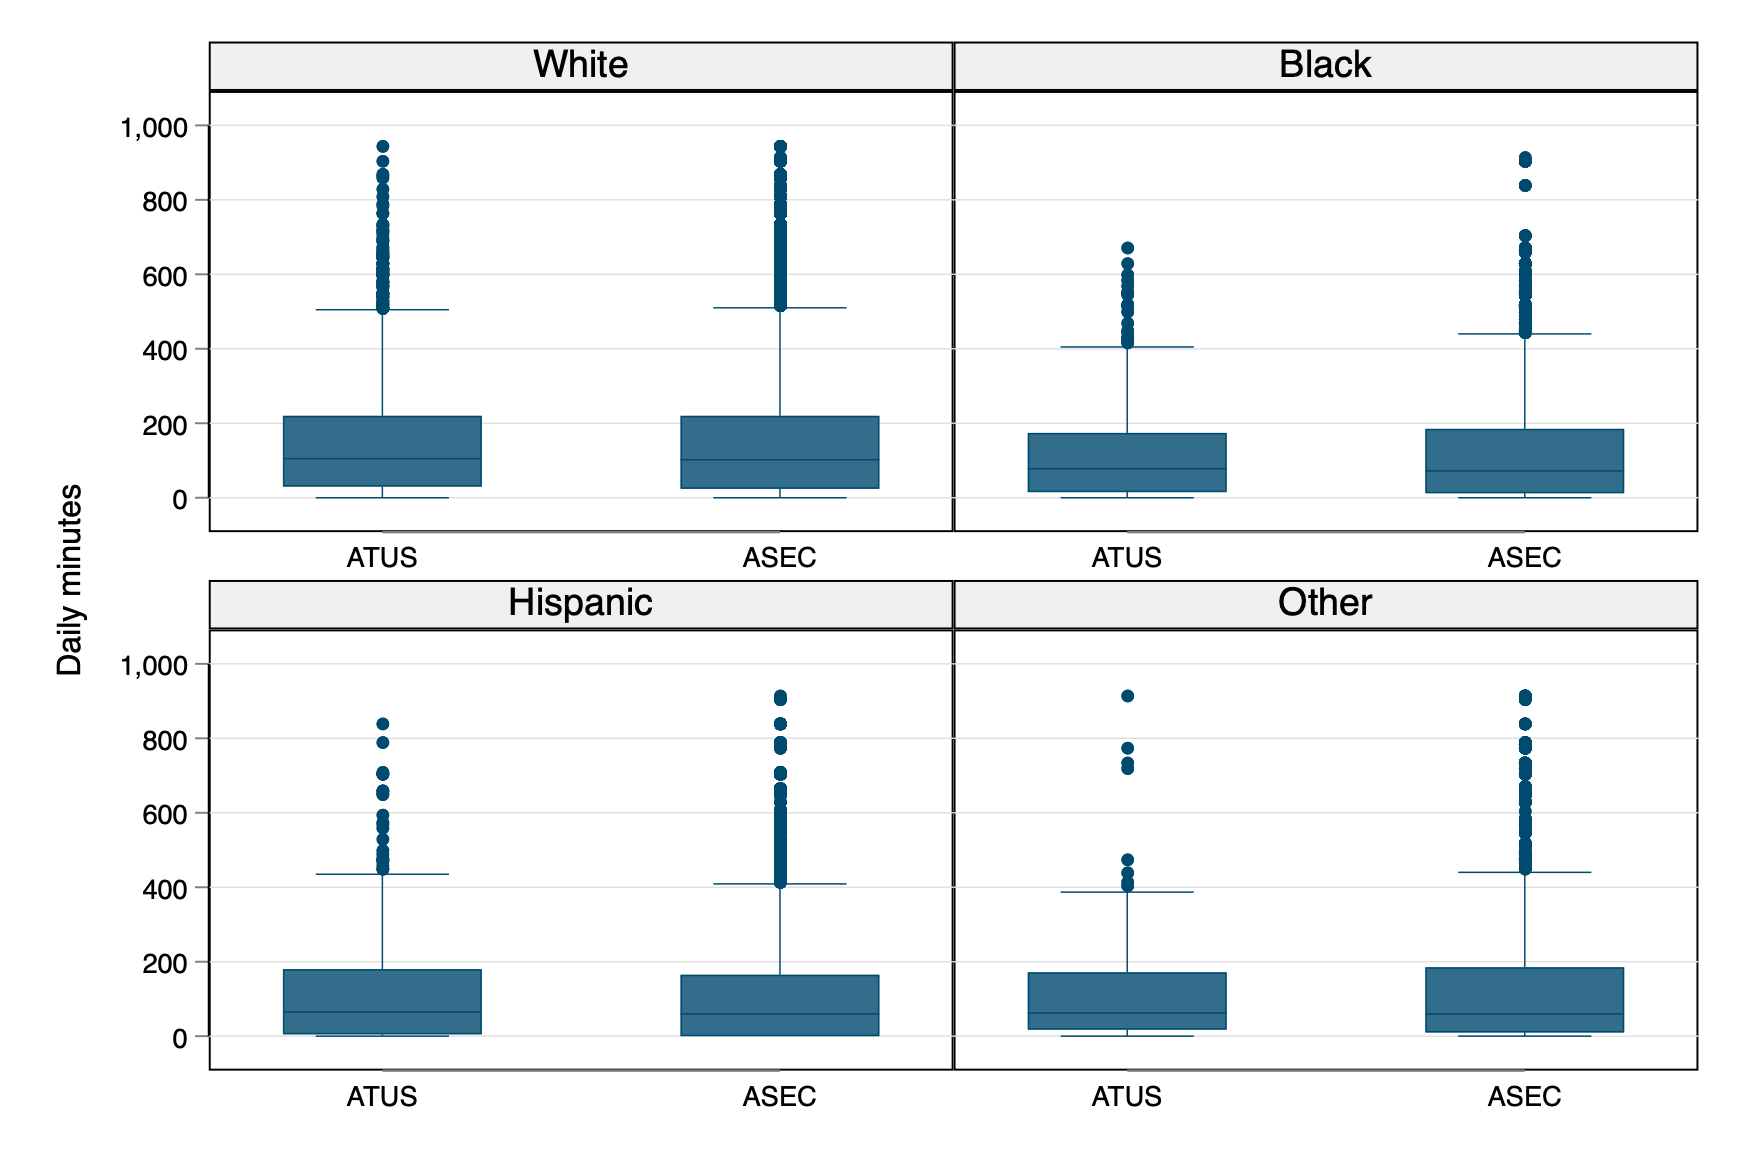 White
Black
1,000
800
600
400
200
0
ATUS
ASEC
ATUS
ASEC
Daily minutes
Hispanic
Other
1,000
800
600
400
200
0
ATUS
ASEC
ATUS
ASEC